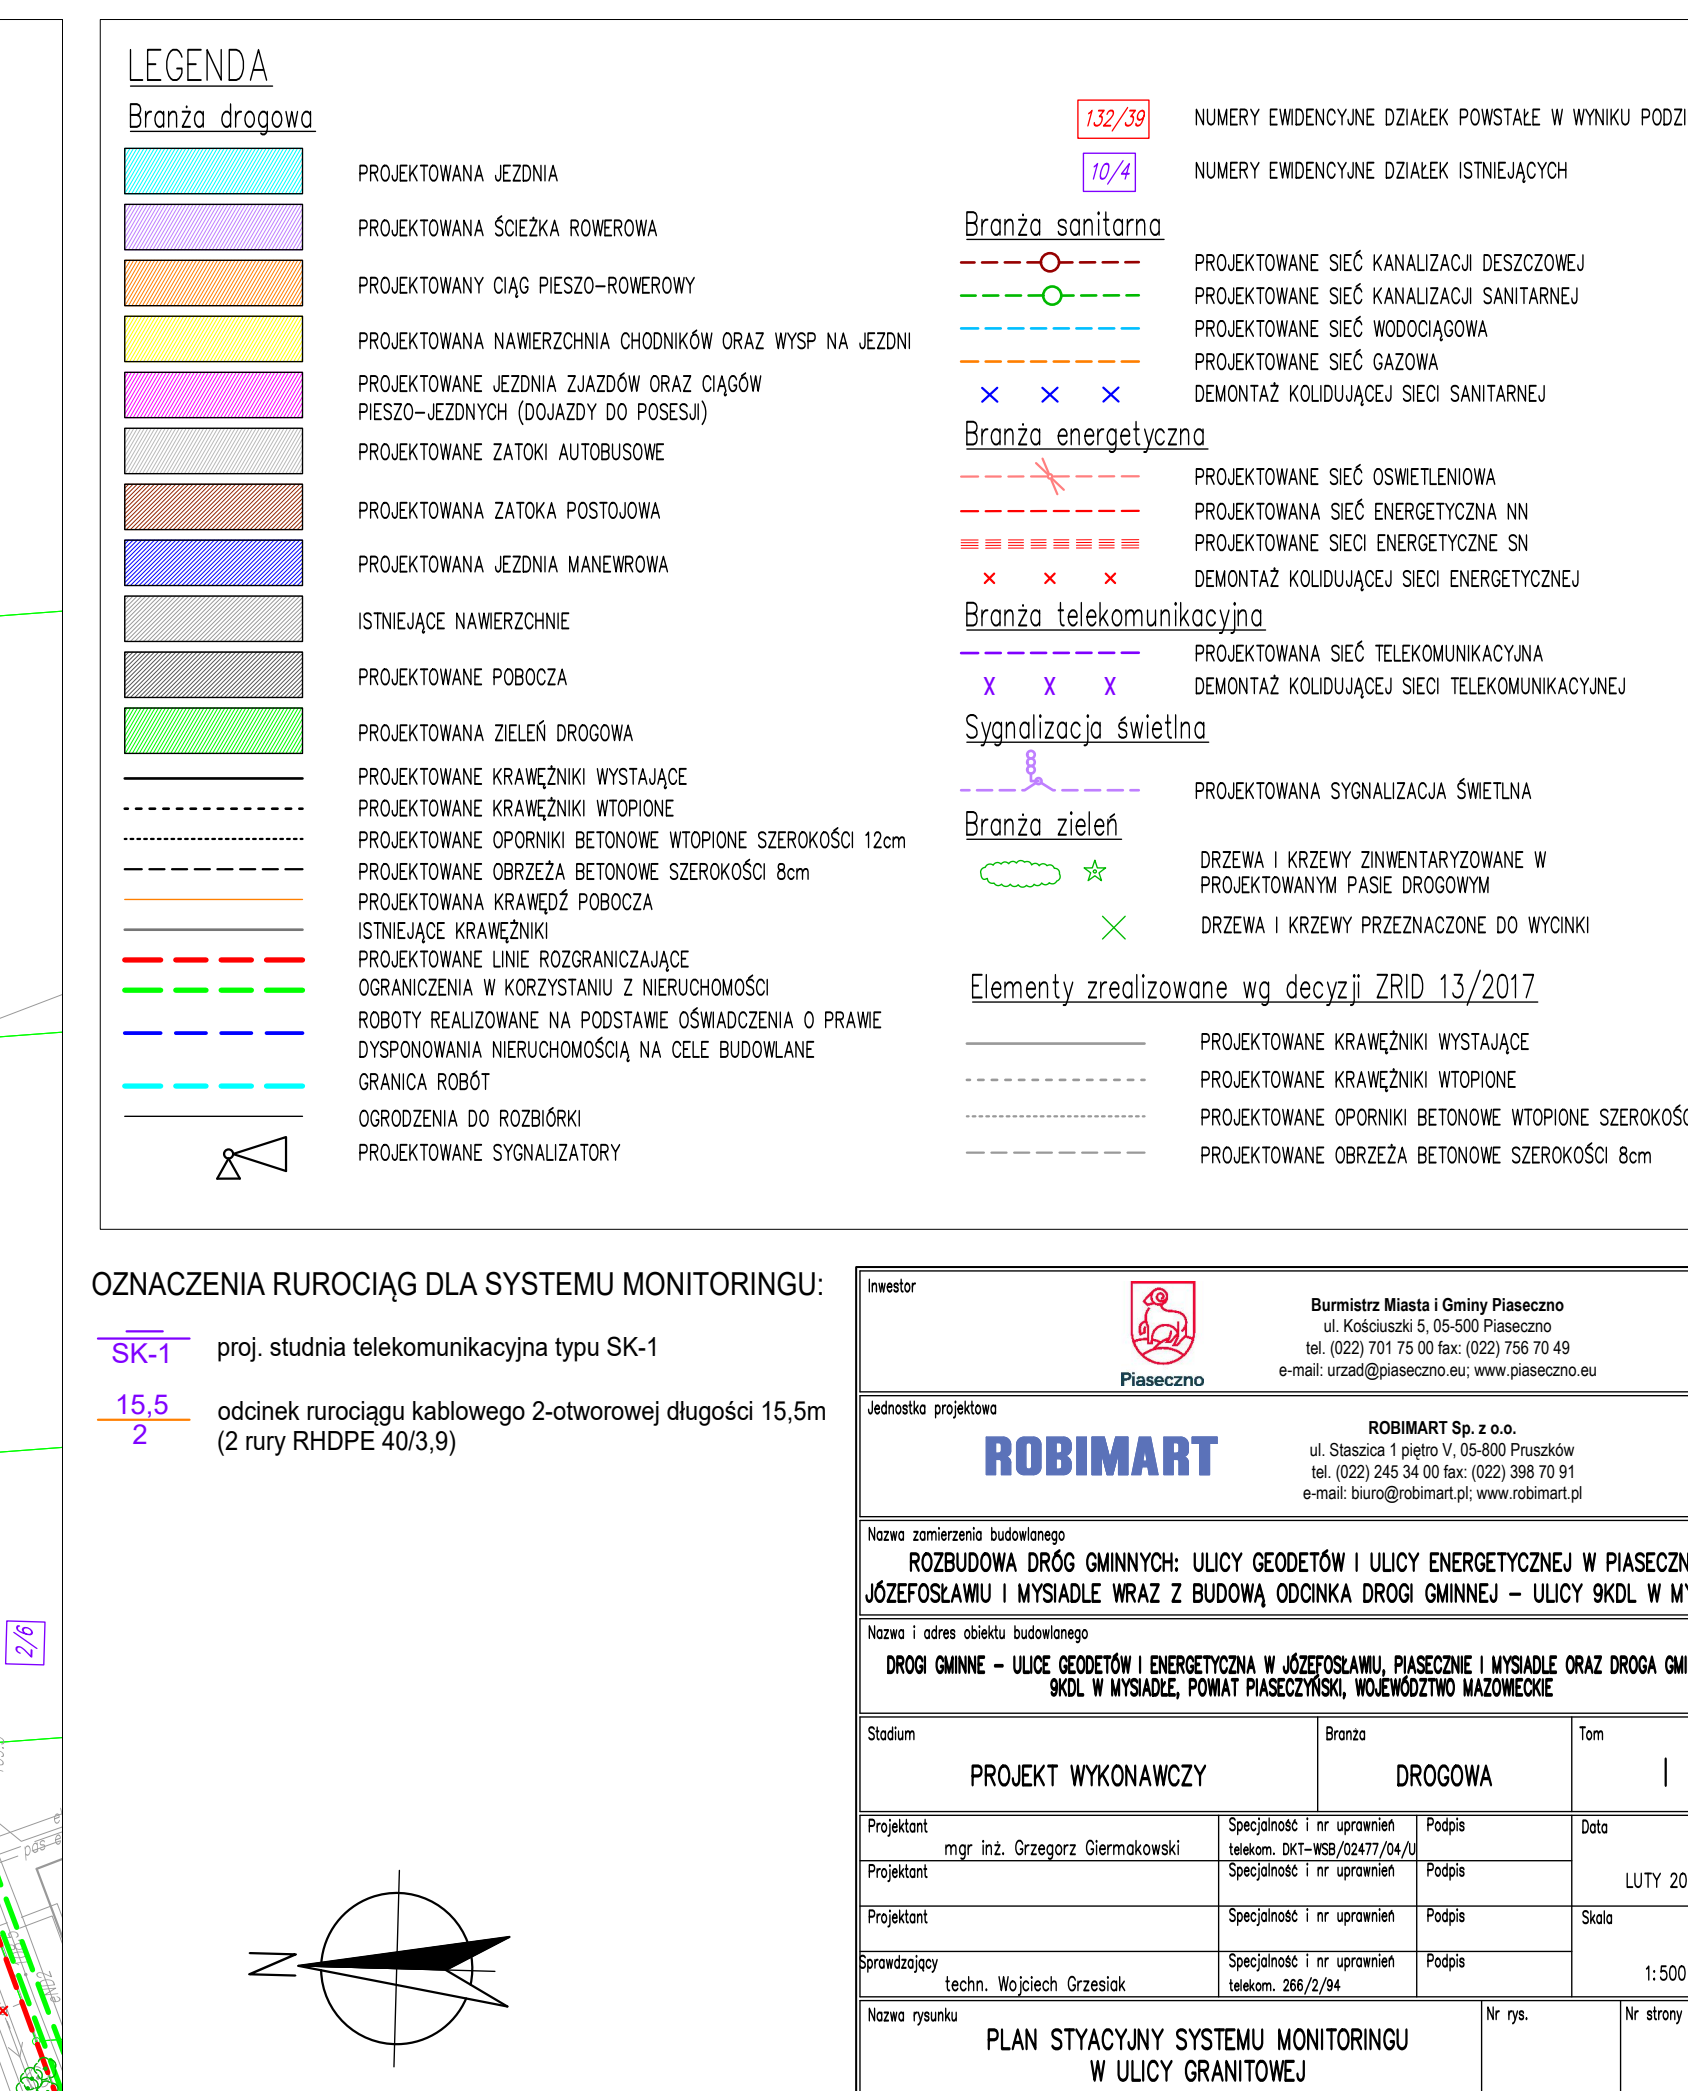 LEGENDA
Branża drogowa
PROJEKTOWANA JEZDNIA
PROJEKTOWANA ŚCIEŻKA ROWEROWA
PROJEKTOWANY CIĄG PIESZO-ROWEROWY
PROJEKTOWANA NAWIERZCHNIA CHODNIKÓW ORAZ WYSP NA JEZDNI
PROJEKTOWANE JEZDNIA ZJAZDÓW ORAZ CIĄGÓW
PIESZO-JEZDNYCH (DOJAZDY DO POSESJI)
PROJEKTOWANE ZATOKI AUTOBUSOWE
PROJEKTOWANA ZATOKA POSTOJOWA
PROJEKTOWANA JEZDNIA MANEWROWA
ISTNIEJĄCE NAWIERZCHNIE
PROJEKTOWANE POBOCZA
PROJEKTOWANA ZIELEŃ DROGOWA
PROJEKTOWANE KRAWĘŻNIKI WYSTAJĄCE
PROJEKTOWANE KRAWĘŻNIKI WTOPIONE
PROJEKTOWANE OPORNIKI BETONOWE WTOPIONE SZEROKOŚCI 12cm
PROJEKTOWANE OBRZEŻA BETONOWE SZEROKOŚCI 8cm
PROJEKTOWANA KRAWĘDŹ POBOCZA
ISTNIEJĄCE KRAWĘŻNIKI
PROJEKTOWANE LINIE ROZGRANICZAJĄCE
OGRANICZENIA W KORZYSTANIU Z NIERUCHOMOŚCI
ROBOTY REALIZOWANE NA PODSTAWIE OŚWIADCZENIA O PRAWIE
DYSPONOWANIA NIERUCHOMOŚCIĄ NA CELE BUDOWLANE
GRANICA ROBÓT
OGRODZENIA DO ROZBIÓRKI
PROJEKTOWANE SYGNALIZATORY
132/39 NUMERY EWIDENCYJNE DZIAŁEK POWSTAŁE W WYNIKU PODZI
10/4 NUMERY EWIDENCYJNE DZIAŁEK ISTNIEJĄCYCH
Branża sanitarna
PROJEKTOWANE SIEĆ KANALIZACJI DESZCZOWEJ
PROJEKTOWANE SIEĆ KANALIZACJI SANITARNEJ
PROJEKTOWANE SIEĆ WODOCIĄGOWA
PROJEKTOWANE SIEĆ GAZOWA
DEMONTAŻ KOLIDUJĄCEJ SIECI SANITARNEJ
Branża energetyczna
PROJEKTOWANE SIEĆ OSWIETLENIOWA
PROJEKTOWANA SIEĆ ENERGETYCZNA NN
PROJEKTOWANE SIECI ENERGETYCZNE SN
DEMONTAŻ KOLIDUJĄCEJ SIECI ENERGETYCZNEJ
Branża telekomunikacyjna
PROJEKTOWANA SIEĆ TELEKOMUNIKACYJNA
X X X DEMONTAŻ KOLIDUJĄCEJ SIECI TELEKOMUNIKACYJNEJ
Sygnalizacja świetlna
PROJEKTOWANA SYGNALIZACJA ŚWIETLNA
Branża zieleń
DRZEWA I KRZEWY ZINWENTARYZOWANE W
PROJEKTOWANYM PASIE DROGOWYM
DRZEWA I KRZEWY PRZEZNACZONE DO WYCINKI
Elementy zrealizowane wg decyzji ZRID 13/2017
PROJEKTOWANE KRAWĘŻNIKI WYSTAJĄCE
PROJEKTOWANE KRAWĘŻNIKI WTOPIONE
PROJEKTOWANE OPORNIKI BETONOWE WTOPIONE SZEROKOŚC
PROJEKTOWANE OBRZEŻA BETONOWE SZEROKOŚCI 8cm
OZNACZENIA RUROCIĄG DLA SYSTEMU MONITORINGU:
SK-1 proj. studnia telekomunikacyjna typu SK-1
15,5
2
odcinek rurociągu kablowego 2-otworowej długości 15,5m
(2 rury RHDPE 40/3,9)
2/6
pas
N
Inwestor
Piaseczno
Burmistrz Miasta i Gminy Piaseczno
ul. Kościuszki 5, 05-500 Piaseczno
tel. (022) 701 75 00 fax: (022) 756 70 49
e-mail: urzad@piaseczno.eu; www.piaseczno.eu
Jednostka projektowa
ROBIMART
ROBIMART Sp. z o.o.
ul. Staszica 1 piętro V, 05-800 Pruszków
tel. (022) 245 34 00 fax: (022) 398 70 91
e-mail: biuro@robimart.pl; www.robimart.pl
Nazwa zamierzenia budowlanego
ROZBUDOWA DRÓG GMINNYCH: ULICY GEODETÓW I ULICY ENERGETYCZNEJ W PIASECZN
JÓZEFOSŁAWIU I MYSIADLE WRAZ Z BUDOWĄ ODCINKA DROGI GMINNEJ – ULICY 9KDL W MY
Nazwa i adres obiektu budowlanego
DROGI GMINNE – ULICE GEODETÓW I ENERGETYCZNA W JÓZEFOSŁAWIU, PIASECZNIE I MYSIADLE ORAZ DROGA GMI
9KDL W MYSIADŁE, POWIAT PIASECZYŃSKI, WOJEWÓDZTWO MAZOWIECKIE
Stadium Branża Tom
PROJEKT WYKONAWCZY DROGOWA I
Projektant Specjalność i nr uprawnień Podpis Data
mgr inż. Grzegorz Giermakowski telekom. DKT-WSB/02477/04/U
Projektant Specjalność i nr uprawnień Podpis
LUTY 20
Projektant Specjalność i nr uprawnień Podpis Skala
Sprawdzający Specjalność i nr uprawnień Podpis
techn. Wojciech Grzesiak telekom. 266/2/94 1:500
Nazwa rysunku Nr rys. Nr strony
PLAN STYACYJNY SYSTEMU MONITORINGU
W ULICY GRANITOWEJ